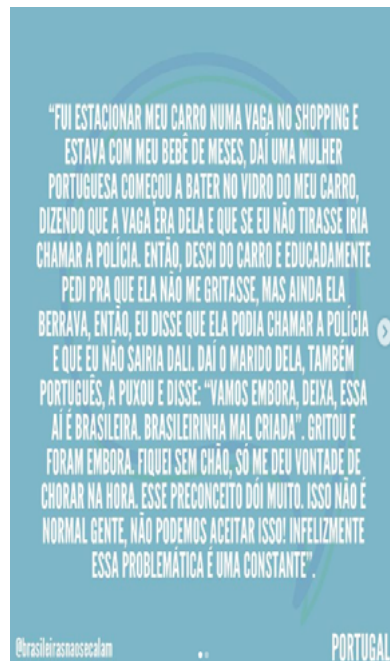 "FUI ESTACIONAR MEU CARRO NUMA VAGA NO SHOPPING E
ESTAVA COM MEU BEBÊ DE MESES, DAÍ UMA MULHER
PORTUGUESA COMEÇOU A BATER NO VIDRO DO MEU CARRO,
DIZENDO QUE A VAGA ERA DELA E QUE SE EU NÃO TIRASSE IRIA
CHAMAR A POLÍCIA. ENTÃO, DESCI DO CARRO E EDUCADAMENTE
PEDI PRA QUE ELA NÃO ME GRITASSE, MAS AINDA ELA
BERRAVA, ENTÃO, EU DISSE QUE ELA PODIA CHAMAR A POLÍCIA
E QUE EU NÃO SAIRIA DALI. DAÍ O MARIDO DELA, TAMBÉM
PORTUGUÊS, A PUXOU E DISSE: "VAMOS EMBORA, DEIXA, ESSA
AÍ É BRASILEIRA. BRASILEIRINHA MAL CRIADA". GRITOU E
FORAM EMBORA. FIQUEI SEM CHÃO, SÓ ME DEU VONTADE DE
CHORAR NA HORA. ESSE PRECONCEITO DÓI MUITO. ISSO NÃO É
NORMAL GENTE, NÃO PODEMOS ACEITAR ISSO! INFELIZMENTE
ESSA PROBLEMÁTICA É UMA CONSTANTE".
@brasileirasnaosecalam
PORTUGAL